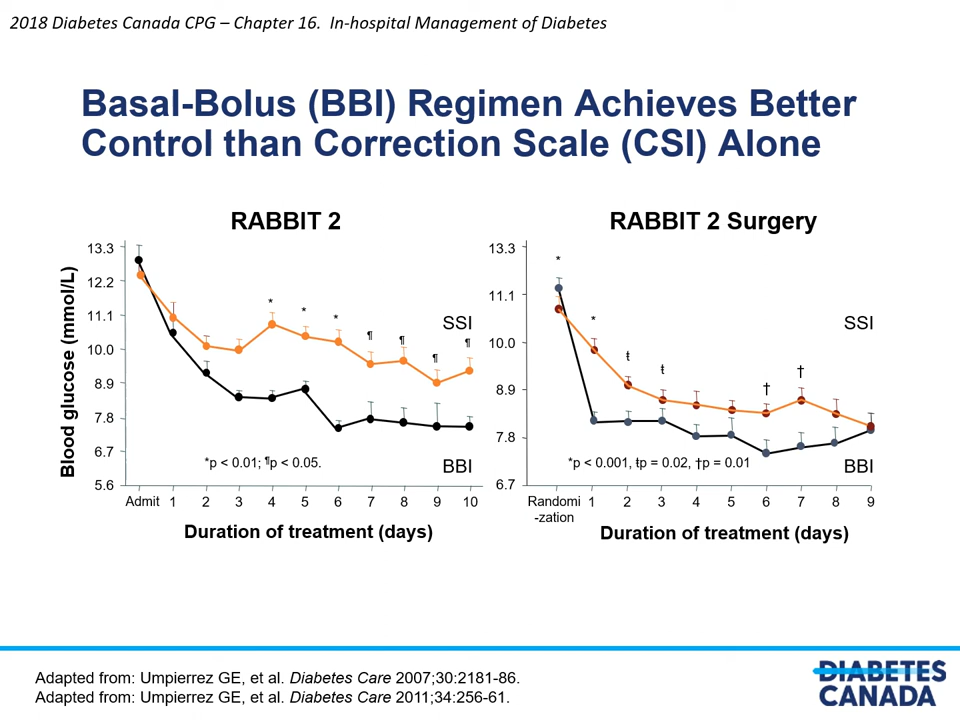 2018 Diabetes Canada CPG – Chapter 16.  In-hospital Management of Diabetes
Basal-Bolus (BBI) Regimen Achieves Better
Control than Correction Scale (CSI) Alone
RABBIT 2
Blood glucose (mmol/L)
13.3
12.2
11.1
10.0
8.9
7.8
6.7
5.6
* * * ¶ ¶ ¶ ¶
SSI
BBI
*p < 0.01; ¶p < 0.05.
Admit 1 2 3 4 5 6 7 8 9 10
Duration of treatment (days)
RABBIT 2 Surgery
13.3
11.1
10.0
8.9
7.8
6.7
* * ŧ ŧ † †
SSI
BBI
*p < 0.001, ŧp = 0.02, †p = 0.01
Randomi 1 2 3 4 5 6 7 8 9
-zation
Duration of treatment (days)
Adapted from: Umpierrez GE, et al. Diabetes Care 2007;30:2181-86.
Adapted from: Umpierrez GE, et al. Diabetes Care 2011;34:256-61.
DIABETES
CANADA